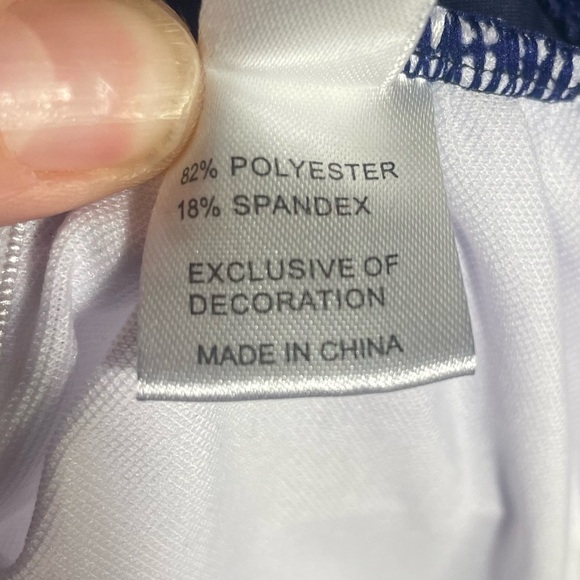 82% POLYESTER
18% SPANDEX
EXCLUSIVE OF
DECORATION
MADE IN CHINA